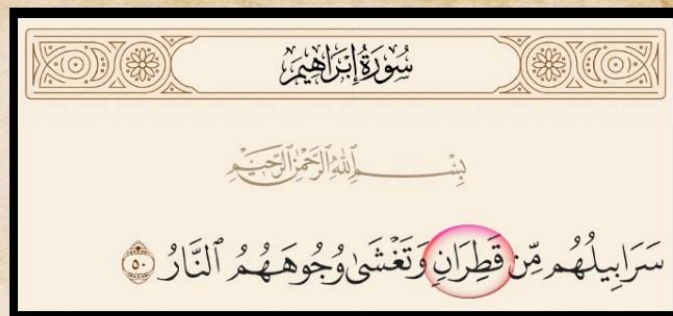 سُورَةُ إِبْرَاهِيمَ
بِسْمِ ٱللَّهِ ٱلرَّحْمَٰنِ ٱلرَّحِيمِ
سَرَابِيلُهُم مِّن قَطِرَانٍ وَتَغْشَىٰ وُجُوهَهُمُ ٱلنَّارُ ٥٠